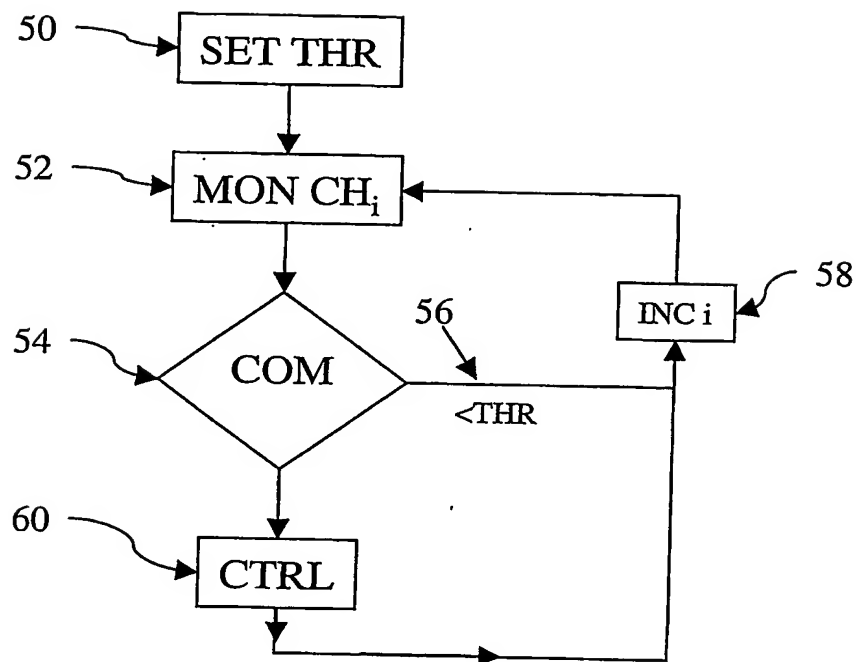 50
SET THR
52
MON CHi
58
INC i
56
54
COM
<THR
60
CTRL